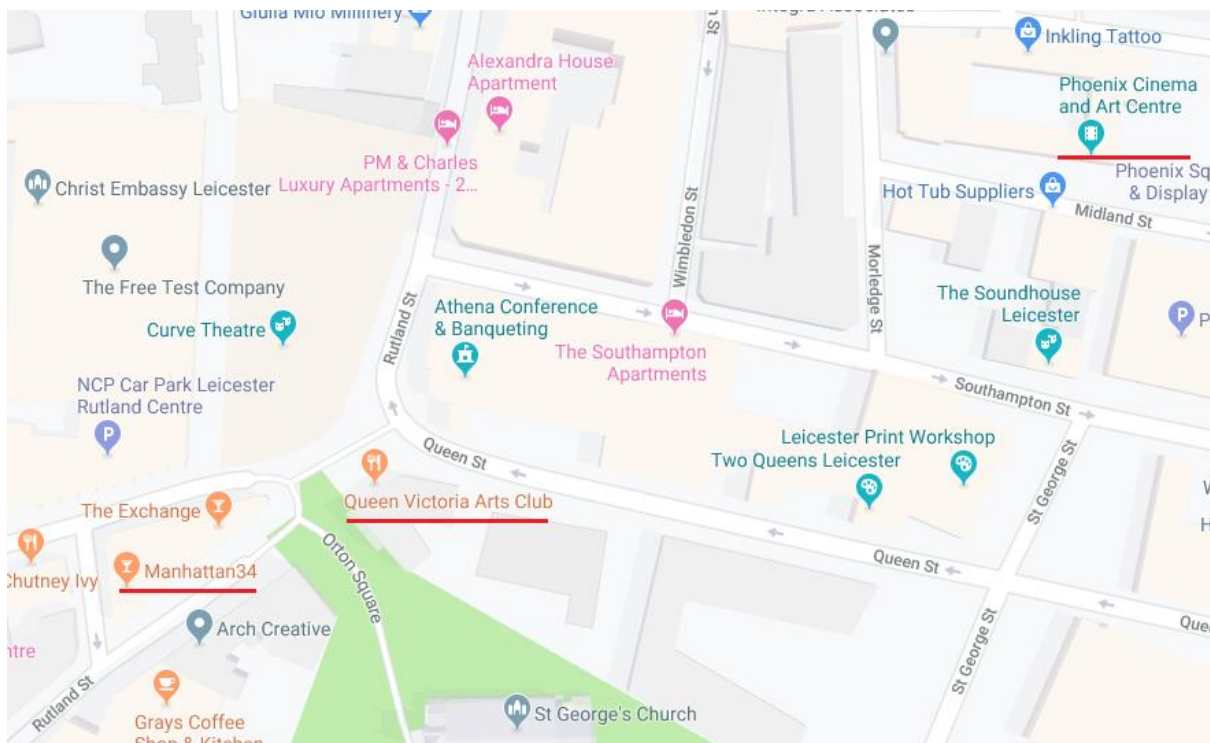 Giulia Mio Millinery
Integra Associates
Inkling Tattoo
Alexandra House
Apartment
Phoenix Cinema
and Art Centre
PM & Charles
Luxury Apartments - 2...
Christ Embassy Leicester
Hot Tub Suppliers
Phoenix Sq
& Display
Midland St
Wimbledon St
Morledge St
The Free Test Company
Curve Theatre
Rutland St
Athena Conference
& Banqueting
The Southampton
Apartments
The Soundhouse
Leicester
P
P
NCP Car Park Leicester
Rutland Centre
P
Southampton St
Queen St
Leicester Print Workshop
Two Queens Leicester
St George St
The Exchange
Queen Victoria Arts Club
Orton Square
Chutney Ivy
Manhattan34
Queen St
Arch Creative
St George St
Rutland St
Grays Coffee
Shop & Kitchen
St George's Church